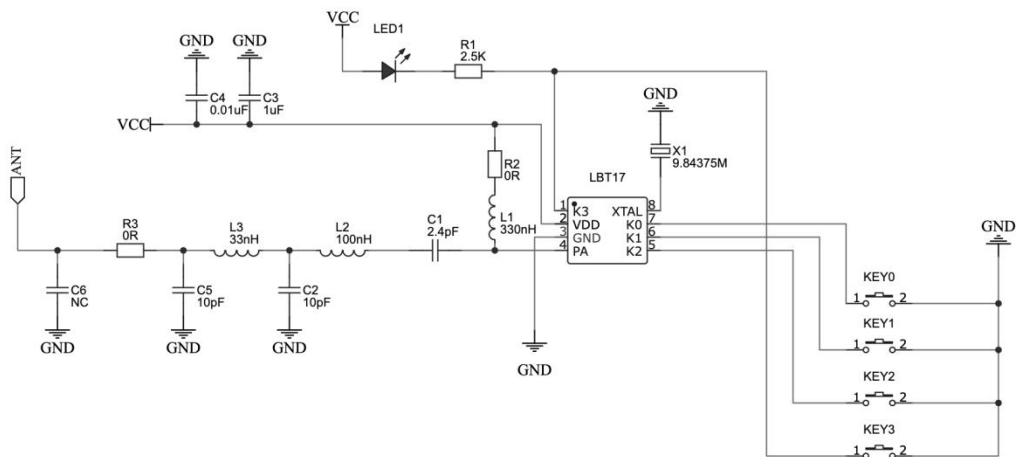 VCC
LED1
R1
2.5K
GND
GND
C4
0.01uF
C3
1uF
VCC
GND
X1
9.84375M
ANT
R2
0R
LBT17
L1
330nH
1
K3
XTAL
8
2
VDD
K0
7
3
GND
K1
6
4
PA
K2
5
R3
0R
L3
33nH
L2
100nH
C1
2.4pF
GND
C6
NC
C5
10pF
C2
10pF
GND
GND
GND
GND
KEY0
1
2
KEY1
1
2
KEY2
1
2
KEY3
1
2